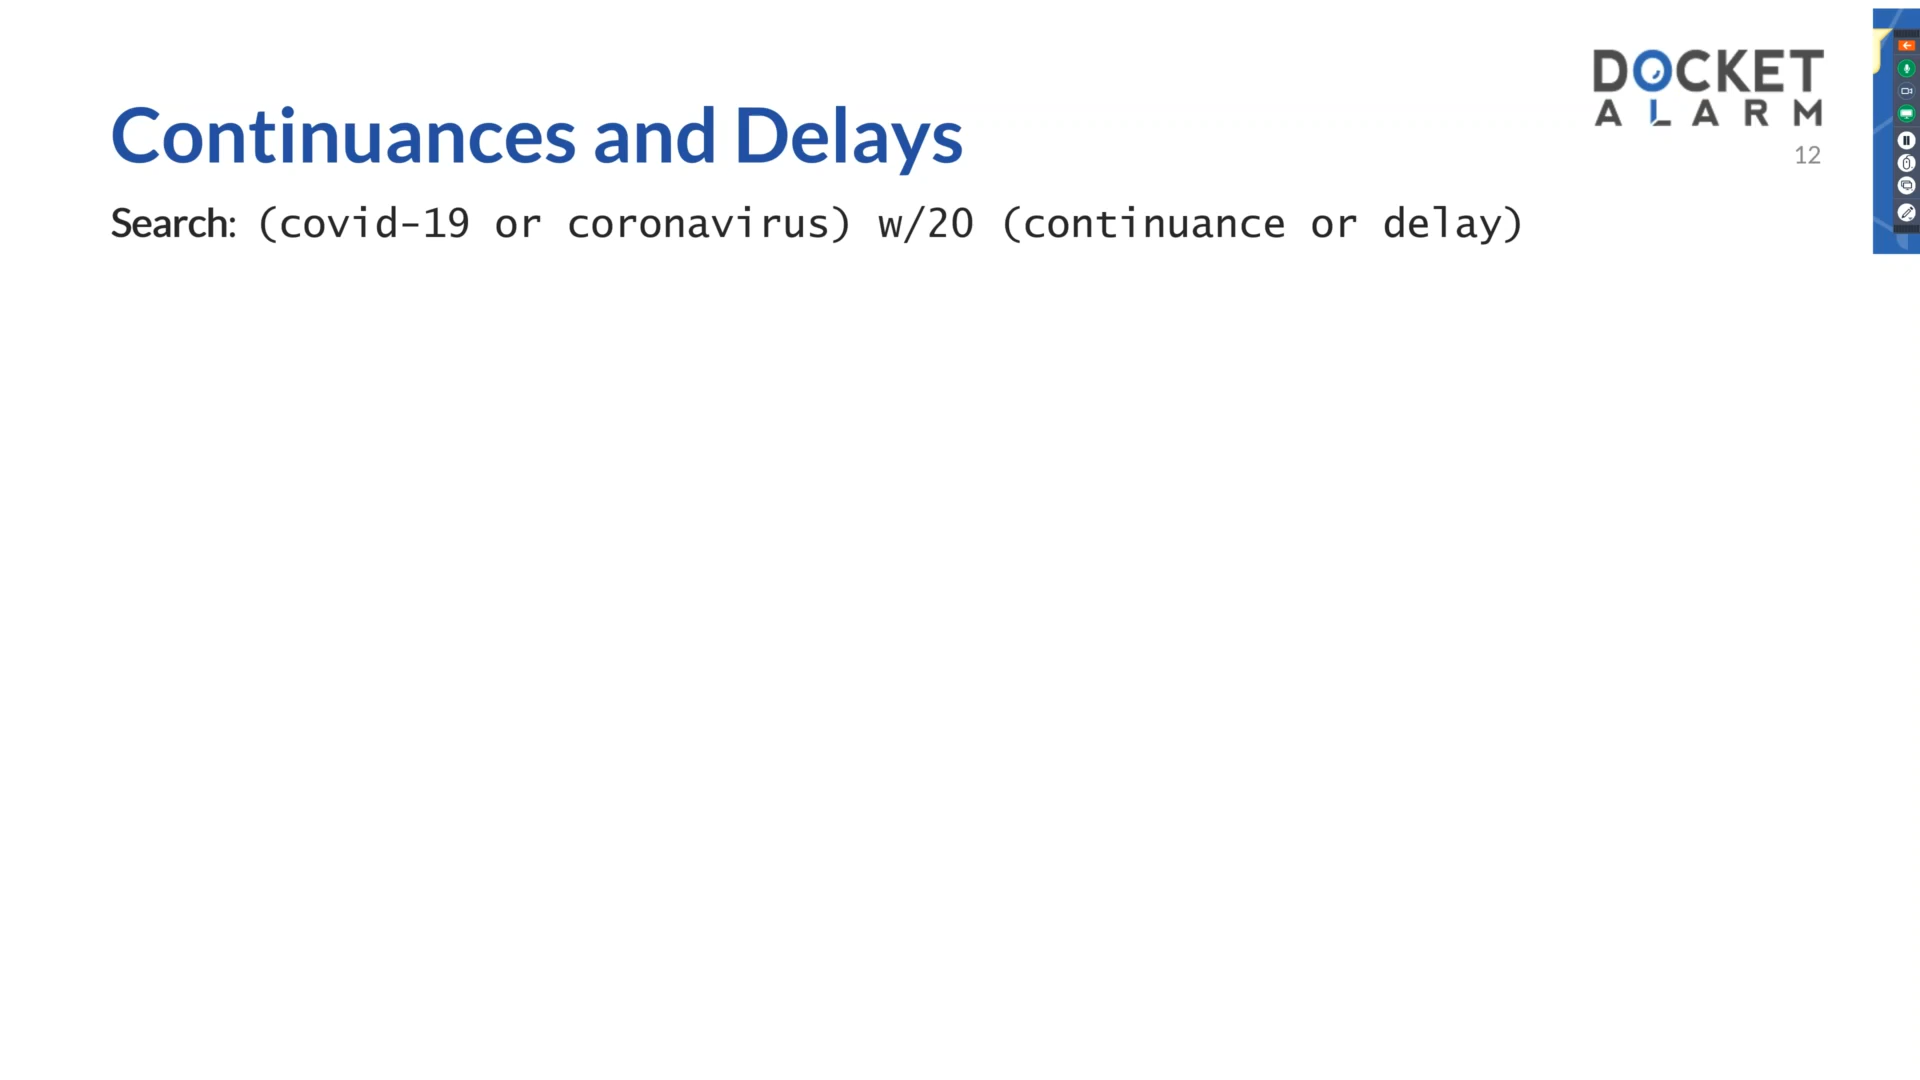 DOCKET
ALARM
12
Continuances and Delays
Search: (covid-19 or coronavirus) w/20 (continuance or delay)